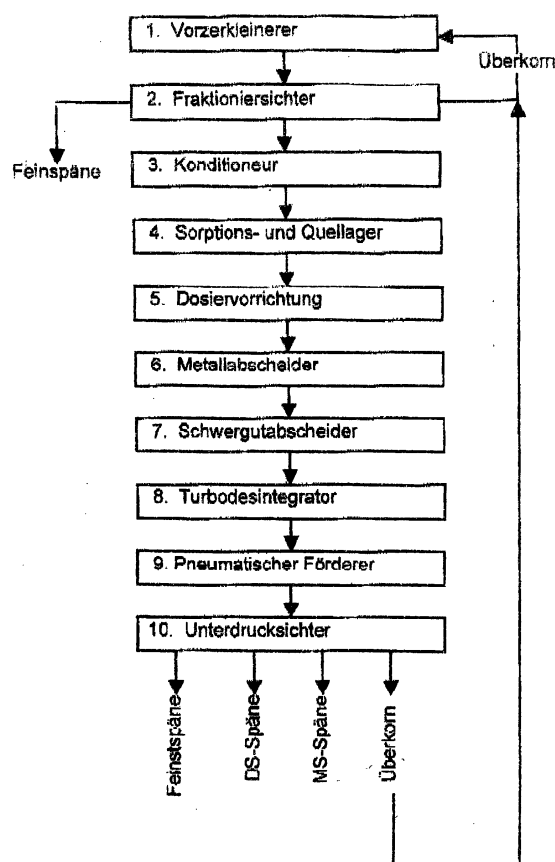 1. Vorzerkleinerer
Überkorn
2. Fraktioniersichter
Feinspäne
3. Konditioneur
4. Sorptions- und Quellager
5. Dosiervorrichtung
6. Metallabscheider
7. Schwergutabscheider
8. Turbodesintegrator
9. Pneumatischer Förderer
10. Unterdrucksichter
Feinstspäne
DS-Späne
MS-Späne
Überkorn